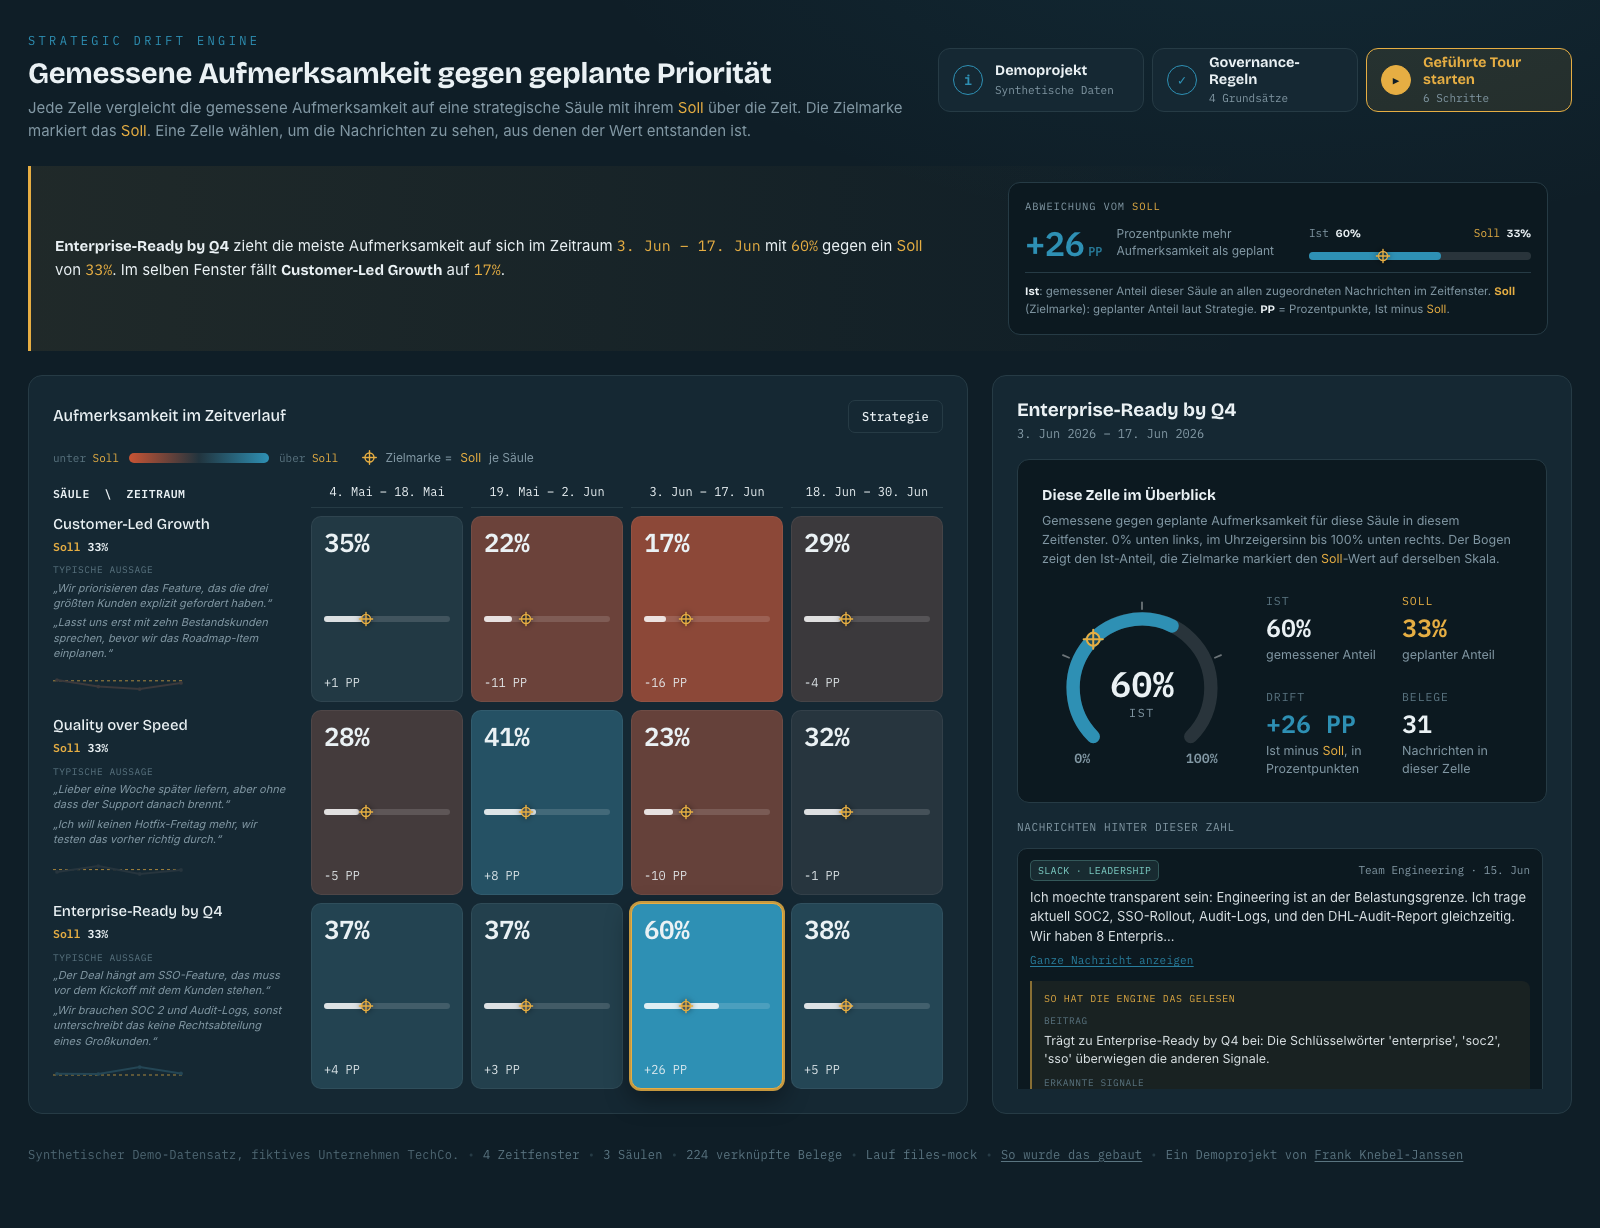 STRATEGIC DRIFT ENGINE
Gemessene Aufmerksamkeit gegen geplante Priorität
Jede Zelle vergleicht die gemessene Aufmerksamkeit auf eine strategische Säule mit ihrem Soll über die Zeit. Die Zielmarke
markiert das Soll. Eine Zelle wählen, um die Nachrichten zu sehen, aus denen der Wert entstanden ist.
i
Demoprojekt
Synthetische Daten
✓
Governance-
Regeln
4 Grundsätze
▶
Geführte Tour
starten
6 Schritte
Enterprise-Ready by Q4 zieht die meiste Aufmerksamkeit auf sich im Zeitraum 3. Jun – 17. Jun mit 60% gegen ein Soll
von 33%. Im selben Fenster fällt Customer-Led Growth auf 17%.
ABWEICHUNG VOM SOLL
+26 PP
Prozentpunkte mehr
Aufmerksamkeit als geplant
Ist 60%
Soll 33%
Ist: gemessener Anteil dieser Säule an allen zugeordneten Nachrichten im Zeitfenster. Soll
(Zielmarke): geplanter Anteil laut Strategie. PP = Prozentpunkte, Ist minus Soll.
Aufmerksamkeit im Zeitverlauf
Strategie
unter Soll
über Soll
Zielmarke = Soll je Säule
SÄULE \ ZEITRAUM
4. Mai – 18. Mai
19. Mai – 2. Jun
3. Jun – 17. Jun
18. Jun – 30. Jun
Customer-Led Growth
Soll 33%
TYPISCHE AUSSAGE
„Wir priorisieren das Feature, das die drei
größten Kunden explizit gefordert haben.“
„Lasst uns erst mit zehn Bestandskunden
sprechen, bevor wir das Roadmap-Item
einplanen.“
35%
+1 PP
22%
-11 PP
17%
-16 PP
29%
-4 PP
Quality over Speed
Soll 33%
TYPISCHE AUSSAGE
„Lieber eine Woche später liefern, aber ohne
dass der Support danach brennt.“
„Ich will keinen Hotfix-Freitag mehr, wir
testen das vorher richtig durch.“
28%
-5 PP
41%
+8 PP
23%
-10 PP
32%
-1 PP
Enterprise-Ready by Q4
Soll 33%
TYPISCHE AUSSAGE
„Der Deal hängt am SSO-Feature, das muss
vor dem Kickoff mit dem Kunden stehen.“
„Wir brauchen SOC 2 und Audit-Logs, sonst
unterschreibt das keine Rechtsabteilung
eines Großkunden.“
37%
+4 PP
37%
+3 PP
60%
+26 PP
38%
+5 PP
Enterprise-Ready by Q4
3. Jun 2026 – 17. Jun 2026
Diese Zelle im Überblick
Gemessene gegen geplante Aufmerksamkeit für diese Säule in diesem
Zeitfenster. 0% unten links, im Uhrzeigersinn bis 100% unten rechts. Der Bogen
zeigt den Ist-Anteil, die Zielmarke markiert den Soll-Wert auf derselben Skala.
60%
IST
0%
100%
IST
60%
gemessener Anteil
SOLL
33%
geplanter Anteil
DRIFT
+26 PP
Ist minus Soll, in
Prozentpunkten
BELEGE
31
Nachrichten in
dieser Zelle
NACHRICHTEN HINTER DIESER ZAHL
SLACK · LEADERSHIP
Team Engineering · 15. Jun
Ich moechte transparent sein: Engineering ist an der Belastungsgrenze. Ich trage
aktuell SOC2, SSO-Rollout, Audit-Logs, und den DHL-Audit-Report gleichzeitig.
Wir haben 8 Enterpris...
Ganze Nachricht anzeigen
SO HAT DIE ENGINE DAS GELESEN
BEITRAG
Trägt zu Enterprise-Ready by Q4 bei: Die Schlüsselwörter 'enterprise', 'soc2',
'sso' überwiegen die anderen Signale.
ERKANNTE SIGNALE
Synthetischer Demo-Datensatz, fiktives Unternehmen TechCo. · 4 Zeitfenster · 3 Säulen · 224 verknüpfte Belege · Lauf files-mock · So wurde das gebaut · Ein Demoprojekt von Frank Knebel-Janssen